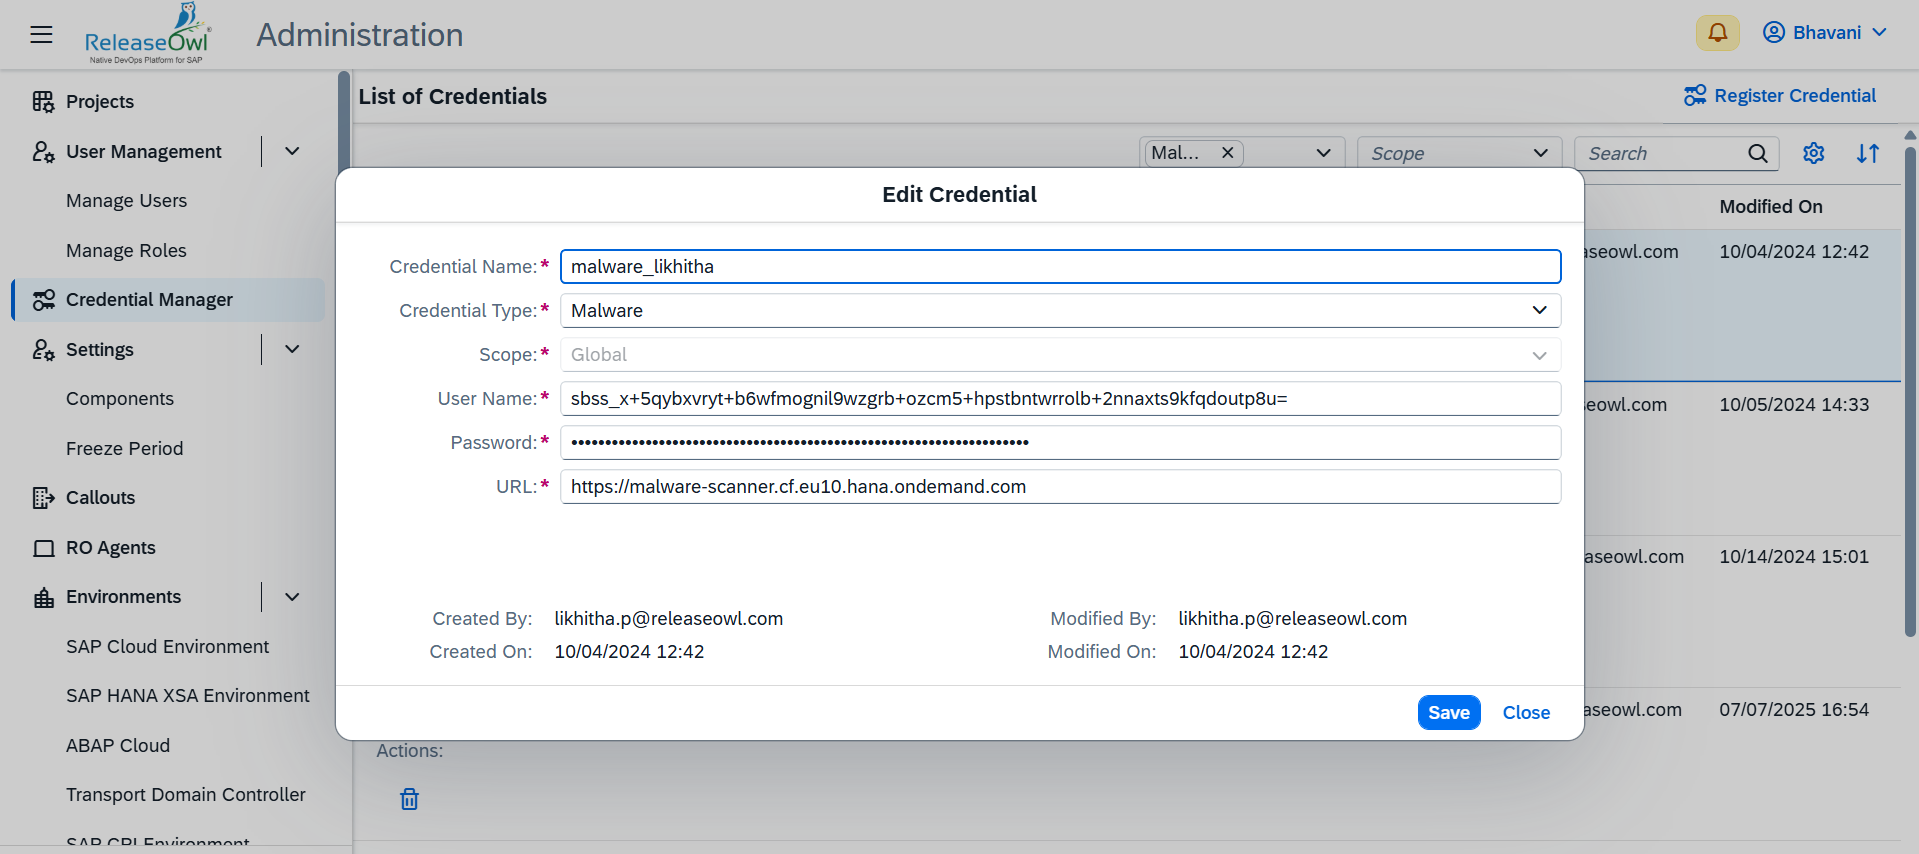 ReleaseOwl
Native DevOps Platform for SAP
Administration
Bhavani
Projects
User Management
Manage Users
Manage Roles
Credential Manager
Settings
Components
Freeze Period
Callouts
RO Agents
Environments
SAP Cloud Environment
SAP HANA XSA Environment
ABAP Cloud
Transport Domain Controller
SAP CPI Environment
List of Credentials
Register Credential
Mal...
Scope
Search
Modified On
aseowl.com 10/04/2024 12:42
seowl.com 10/05/2024 14:33
aseowl.com 10/14/2024 15:01
aseowl.com 07/07/2025 16:54
Edit Credential
Credential Name:* malware_likhitha
Credential Type:* Malware
Scope:* Global
User Name:* sbss_x+5qybxvryt+b6wfmognil9wzgrb+ozcm5+hpstbntwrrolb+2nnaxts9kfqdoutp8u=
Password:*
URL:* https://malware-scanner.cf.eu10.hana.ondemand.com
Created By: likhitha.p@releaseowl.com
Modified By: likhitha.p@releaseowl.com
Created On: 10/04/2024 12:42
Modified On: 10/04/2024 12:42
Save
Close
Actions: